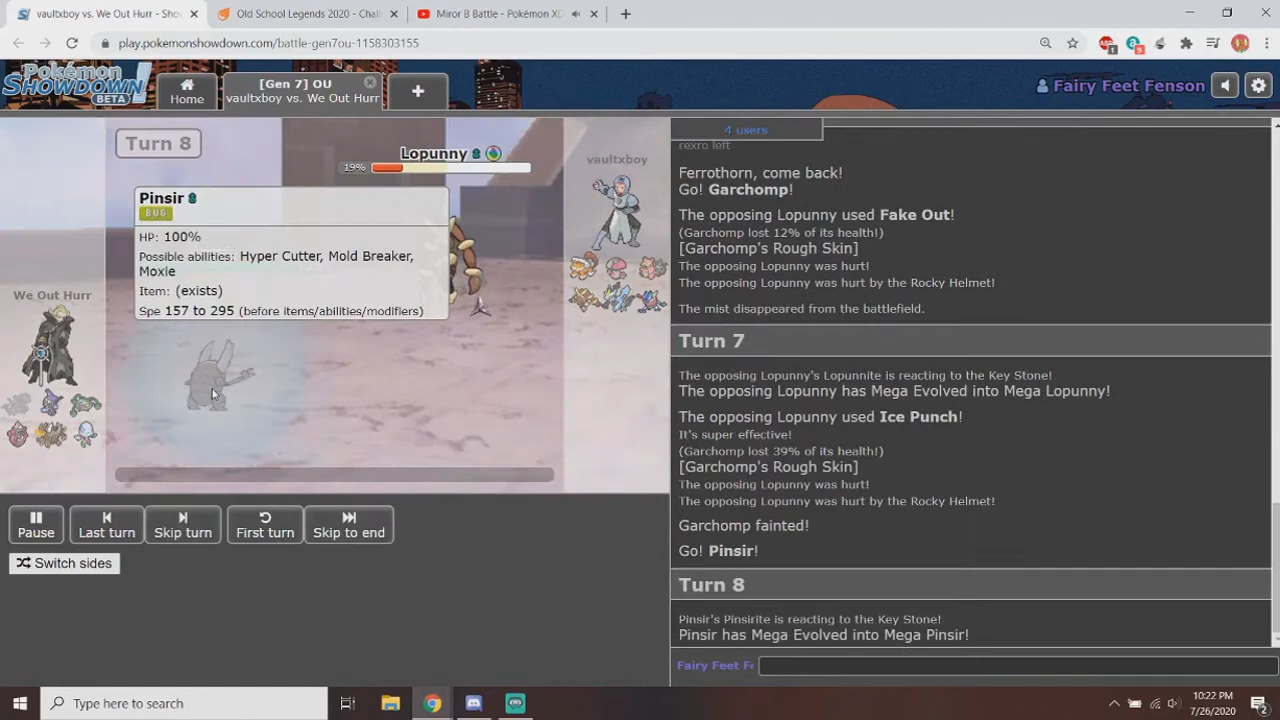 vaultxboy vs. We Out Hurr - Sho
Old School Legends 2020 - Chal
Miror B Battle - Pokémon XD
play.pokemonshowdown.com/battle-gen7ou-1158303155
Pokémon
SHOWDOWN!
BETA
Home
[Gen 7] OU
vaultxboy vs. We Out Hurr
Fairy Feet Fenson
Turn 8
Lopunny
19%
vaultxboy
Pinsir
BUG
HP: 100%
Possible abilities: Hyper Cutter, Mold Breaker,
Moxie
Item: (exists)
Spe 157 to 295 (before items/abilities/modifiers)
We Out Hurr
Pause
Last turn
Skip turn
First turn
Skip to end
Switch sides
4 users
rexro left
Ferrothorn, come back!
Go! Garchomp!
The opposing Lopunny used Fake Out!
(Garchomp lost 12% of its health!)
[Garchomp's Rough Skin]
The opposing Lopunny was hurt!
The opposing Lopunny was hurt by the Rocky Helmet!
The mist disappeared from the battlefield.
Turn 7
The opposing Lopunny's Lopunnite is reacting to the Key Stone!
The opposing Lopunny has Mega Evolved into Mega Lopunny!
The opposing Lopunny used Ice Punch!
It's super effective!
(Garchomp lost 39% of its health!)
[Garchomp's Rough Skin]
The opposing Lopunny was hurt!
The opposing Lopunny was hurt by the Rocky Helmet!
Garchomp fainted!
Go! Pinsir!
Turn 8
Pinsir's Pinsirite is reacting to the Key Stone!
Pinsir has Mega Evolved into Mega Pinsir!
Fairy Feet Fe
Type here to search
10:22 PM
7/26/2020